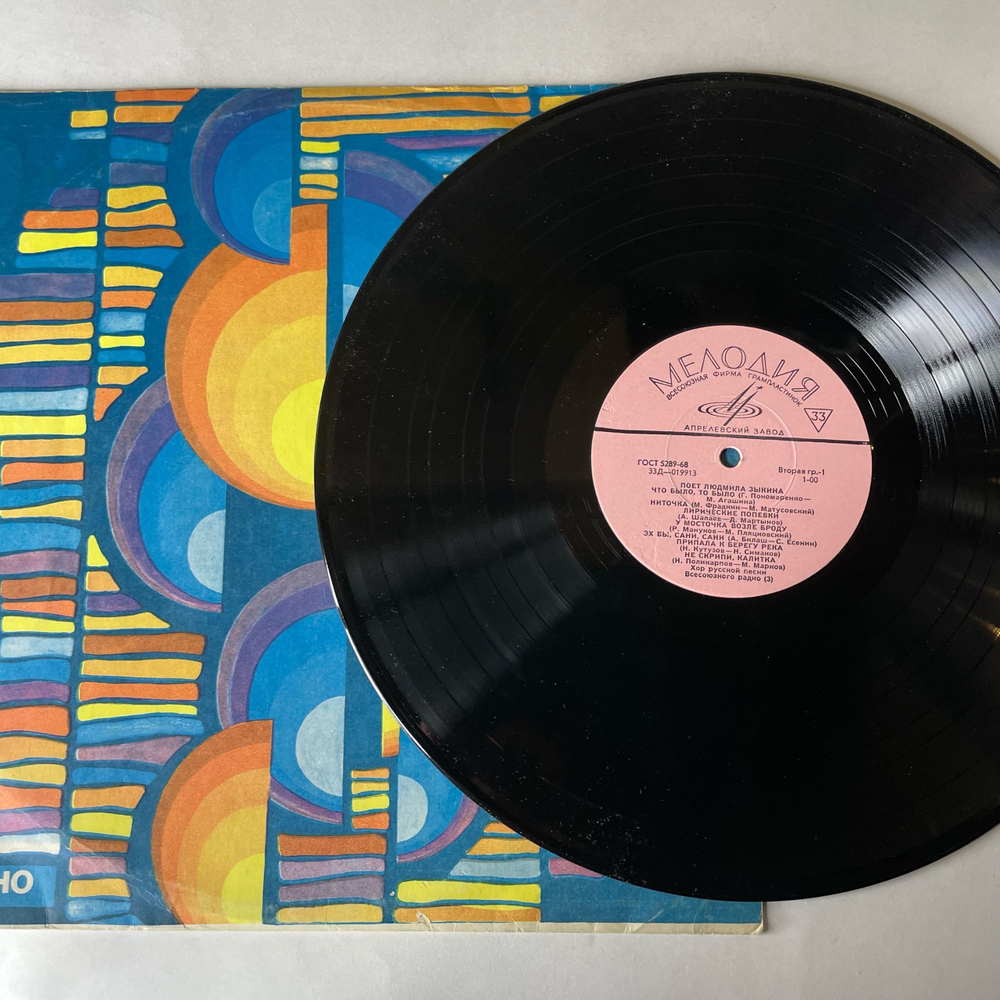 МЕЛОДИЯ
ВСЕСОЮЗНАЯ ФИРМА ГРАМПЛАСТИНОК
33
АПРЕЛЕВСКИЙ ЗАВОД
ГОСТ 5289-68
33Д—019913
Вторая гр.-1
1-00
ПОЕТ ЛЮДМИЛА ЗЫКИНА
ЧТО БЫЛО, ТО БЫЛО (Г. Пономаренко—
М. Агашина)
НИТОЧКА (М. Фрадкин—М. Матусовский)
ЛИРИЧЕСКИЕ ПОПЕВКИ
(А. Шалаев—Д. Мартынов)
У МОСТОЧКА ВОЗЛЕ БРОДУ
(Р. Манунов—М. Пляцковский)
ЭХ ВЫ, САНИ, САНИ (А. Билаш—С. Есенин)
ПРИПАЛА К БЕРЕГУ РЕКА
(Н. Кутузов—Н. Симаков)
НЕ СКРИПИ, КАЛИТКА
(Н. Поликарпов—М. Марков)
Хор русской песни
Всесоюзного радио (3)
НО